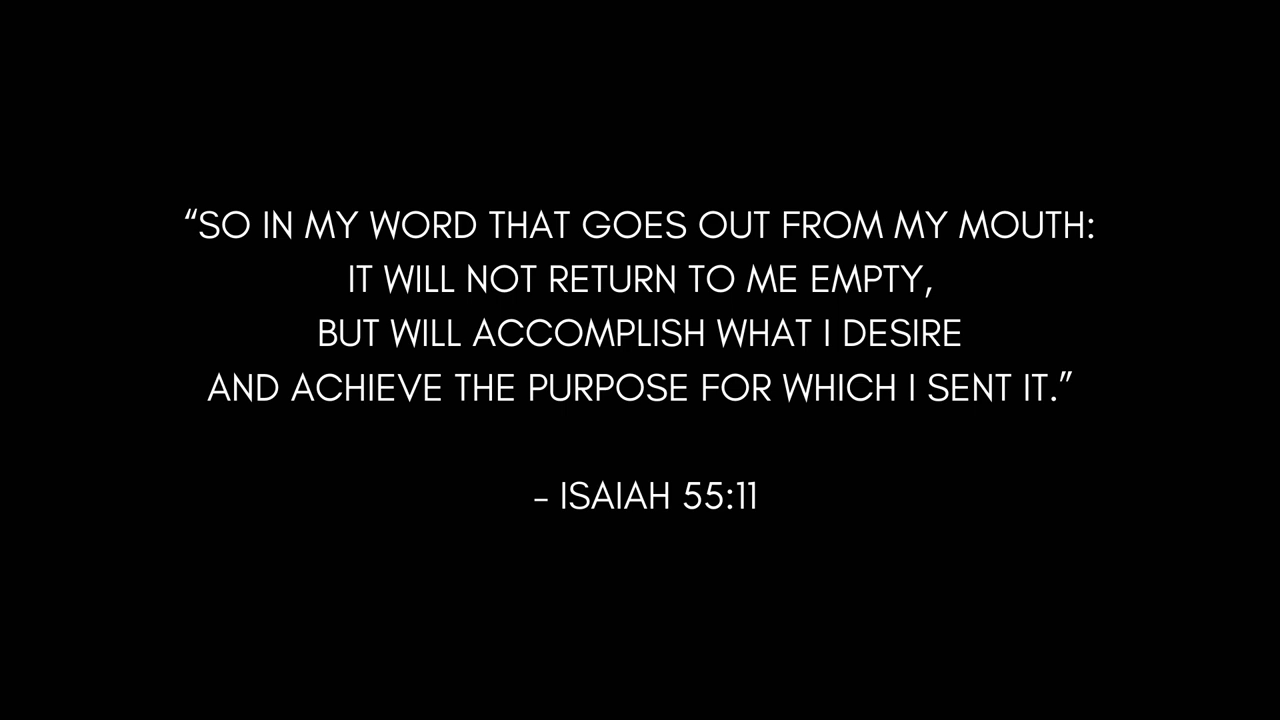 “SO IN MY WORD THAT GOES OUT FROM MY MOUTH:
IT WILL NOT RETURN TO ME EMPTY,
BUT WILL ACCOMPLISH WHAT I DESIRE
AND ACHIEVE THE PURPOSE FOR WHICH I SENT IT.”
– ISAIAH 55:11